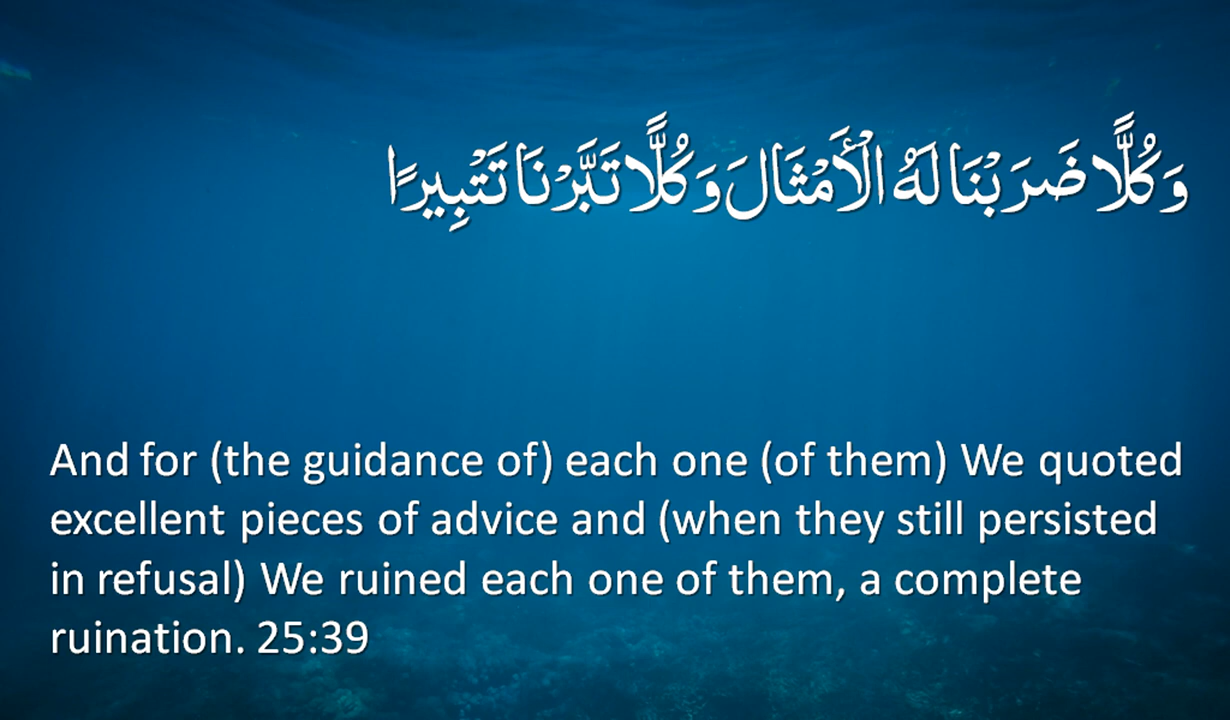 وَكُلًّا ضَرَبْنَا لَهُ الْأَمْثَالَ وَكُلًّا تَبَّرْنَا تَتْبِيرًا
And for (the guidance of) each one (of them) We quoted
excellent pieces of advice and (when they still persisted
in refusal) We ruined each one of them, a complete
ruination. 25:39